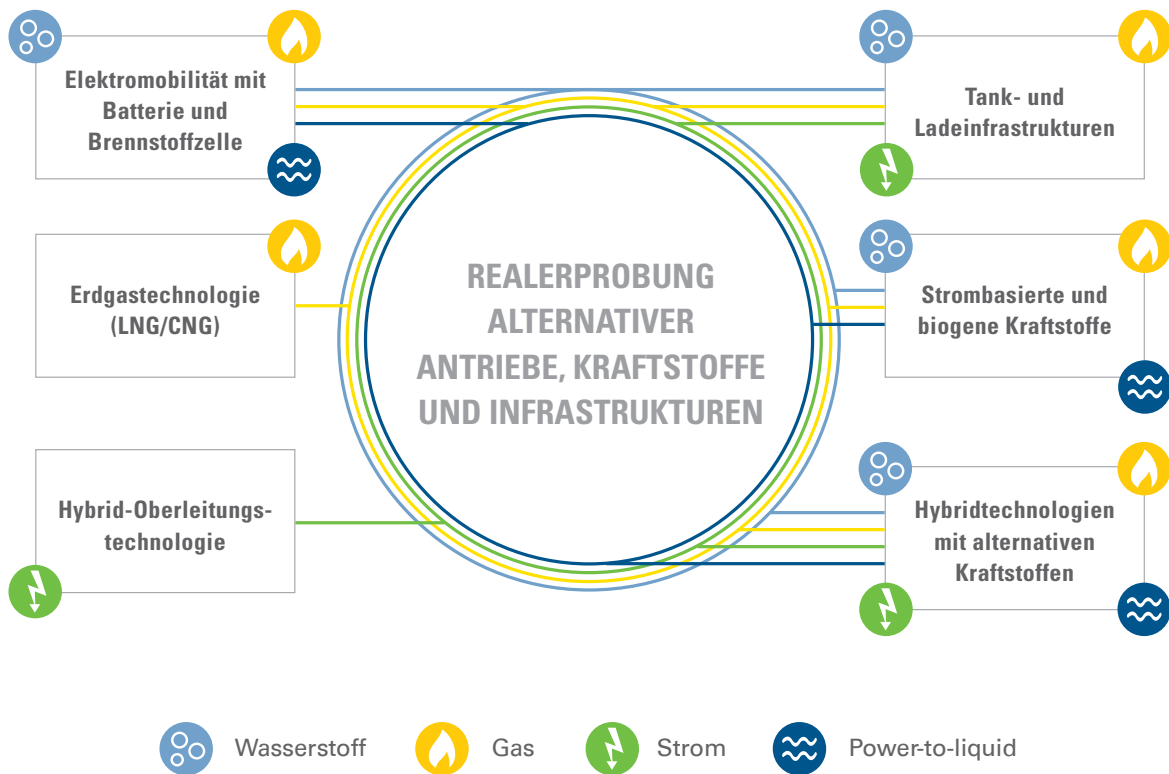 Elektromobilität mit
Batterie und
Brennstoffzelle
Tank- und
Ladeinfrastrukturen
Erdgastechnologie
(LNG/CNG)
REALERPROBUNG
ALTERNATIVER
ANTRIEBE, KRAFTSTOFFE
UND INFRASTRUKTUREN
Strombasierte und
biogene Kraftstoffe
Hybrid-Oberleitungs-
technologie
Hybridtechnologien
mit alternativen
Kraftstoffen
Wasserstoff
Gas
Strom
Power-to-liquid